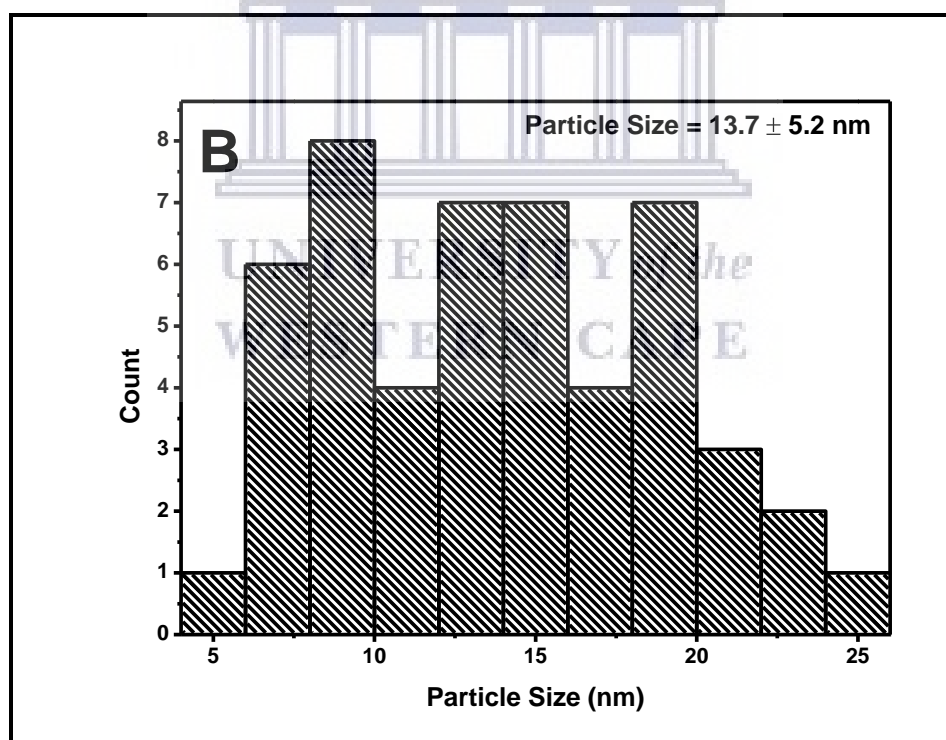 B
Particle Size = 13.7 ± 5.2 nm
8
7
6
5
4
3
2
1
0
Count
UNIVERSITY of the
WESTERN CAPE
5 10 15 20 25
Particle Size (nm)